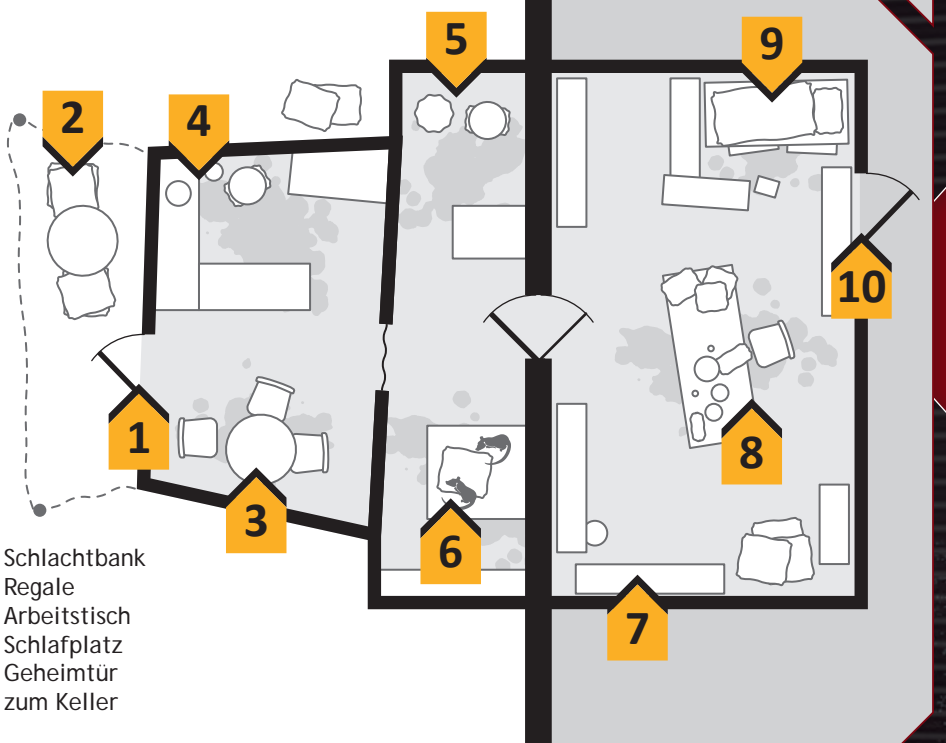 5
9
2
4
10
1
8
3
6
7
Schlachtbank
Regale
Arbeitstisch
Schlafplatz
Geheimtür
zum Keller